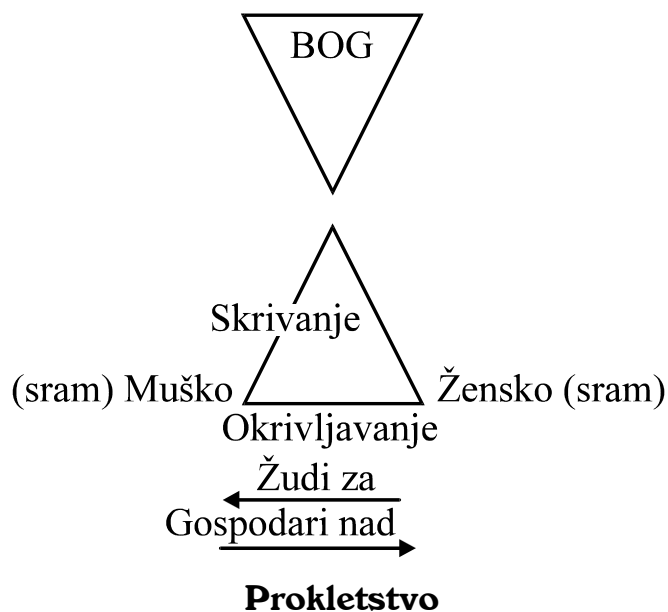 BOG
Skrivanje
(sram) Muško Žensko (sram)
Okrivljavanje
Žudi za
Gospodari nad
Prokletstvo